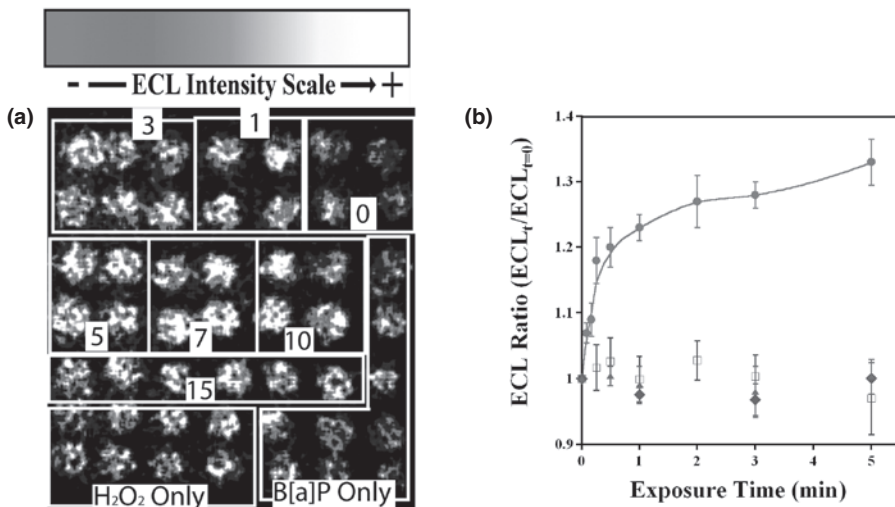 - ECL Intensity Scale +
(a)
3
1
0
5
7
10
15
H₂O₂ Only
B[a]P Only
(b)
ECL Ratio (ECLₜ/ECLₜ₌₀)
1.4
1.3
1.2
1.1
1.0
0.9
0 1 2 3 4 5
Exposure Time (min)